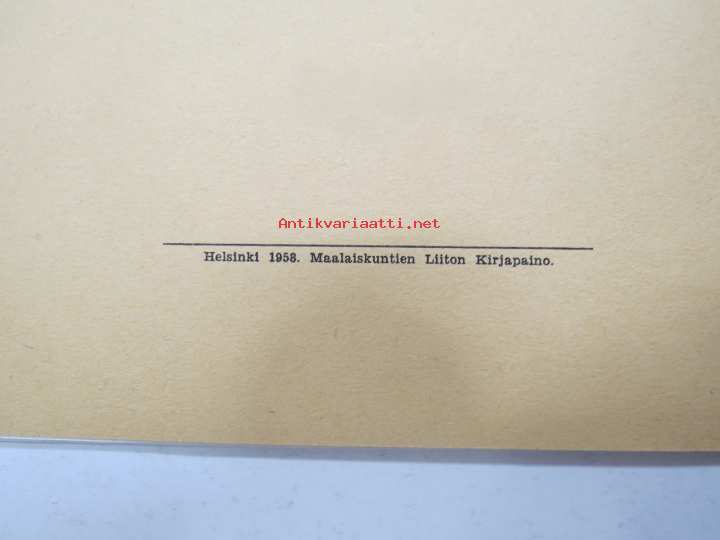 Antikvariaatti.net
Helsinki 1958. Maalaiskuntien Liiton Kirjapaino.